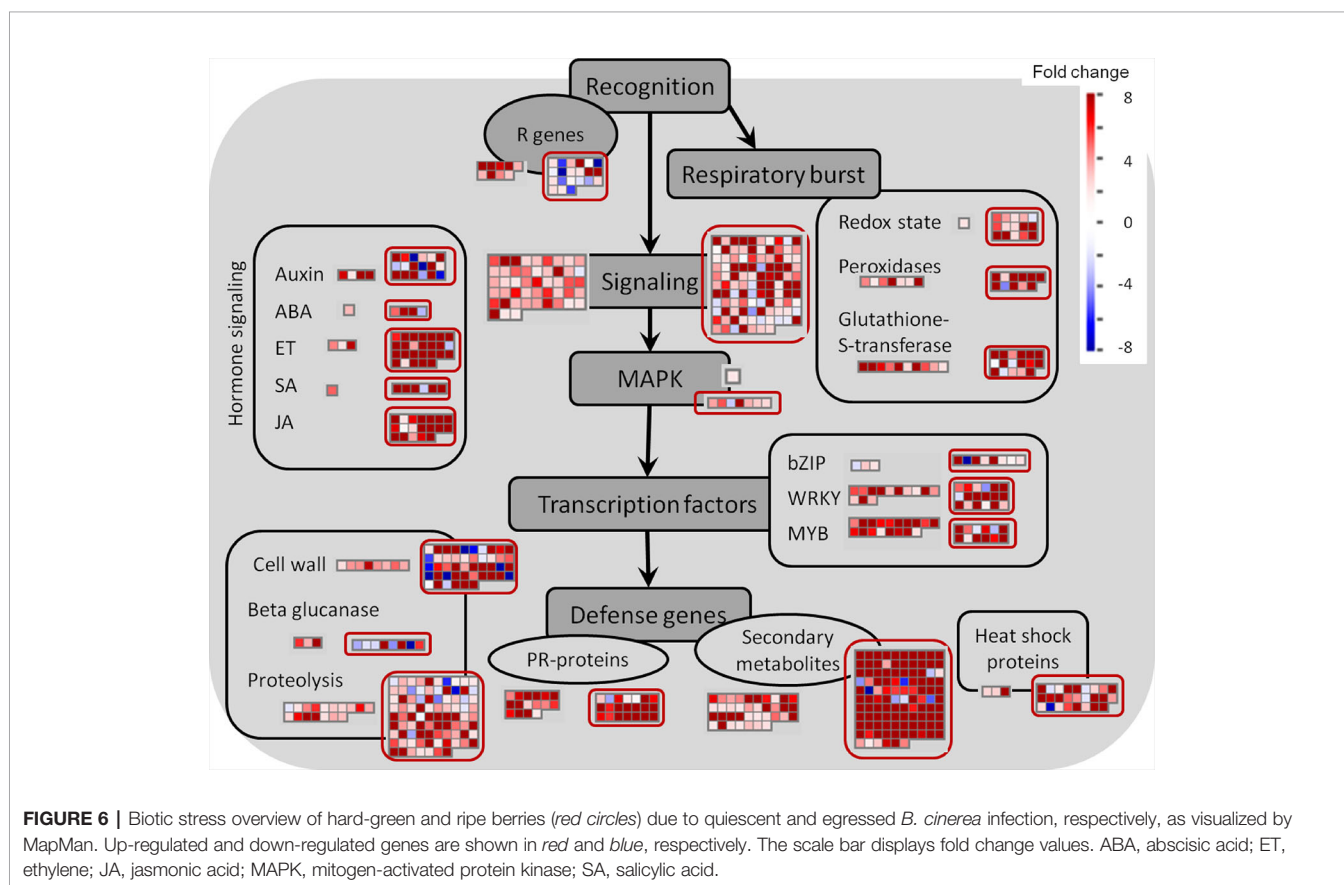 Recognition
Fold change
R genes
Respiratory burst
8
4
0
-4
-8
Redox state
Peroxidases
Glutathione-
S-transferase
Hormone signaling
Auxin
ABA
ET
SA
JA
Signaling
MAPK
Transcription factors
bZIP
WRKY
MYB
Cell wall
Beta glucanase
Proteolysis
Defense genes
PR-proteins
Secondary
metabolites
Heat shock
proteins
FIGURE 6 | Biotic stress overview of hard-green and ripe berries (red circles) due to quiescent and egressed B. cinerea infection, respectively, as visualized by
MapMan. Up-regulated and down-regulated genes are shown in red and blue, respectively. The scale bar displays fold change values. ABA, abscisic acid; ET,
ethylene; JA, jasmonic acid; MAPK, mitogen-activated protein kinase; SA, salicylic acid.